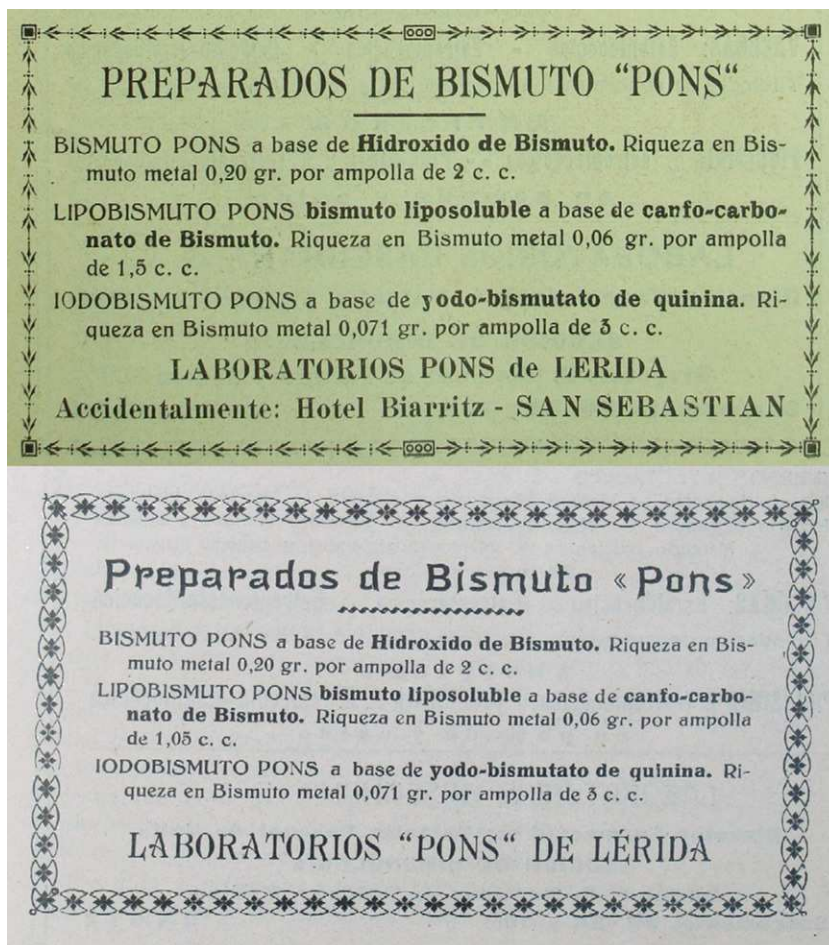 PREPARADOS DE BISMUTO "PONS"
BISMUTO PONS a base de Hidroxido de Bismuto. Riqueza en Bis-
muto metal 0,20 gr. por ampolla de 2 c. c.
LIPOBISMUTO PONS bismuto liposoluble a base de canfo-carbo-
nato de Bismuto. Riqueza en Bismuto metal 0,06 gr. por ampolla
de 1,5 c. c.
IODOBISMUTO PONS a base de yodo-bismutato de quinina. Ri-
queza en Bismuto metal 0,071 gr. por ampolla de 3 c. c.
LABORATORIOS PONS de LERIDA
Accidentalmente: Hotel Biarritz - SAN SEBASTIAN
Preparados de Bismuto «Pons»
BISMUTO PONS a base de Hidroxido de Bismuto. Riqueza en Bis-
muto metal 0,20 gr. por ampolla de 2 c. c.
LIPOBISMUTO PONS bismuto liposoluble a base de canfo-carbo-
nato de Bismuto. Riqueza en Bismuto metal 0,06 gr. por ampolla
de 1,05 c. c.
IODOBISMUTO PONS a base de yodo-bismutato de quinina. Ri-
queza en Bismuto metal 0,071 gr. por ampolla de 3 c. c.
LABORATORIOS "PONS" DE LÉRIDA